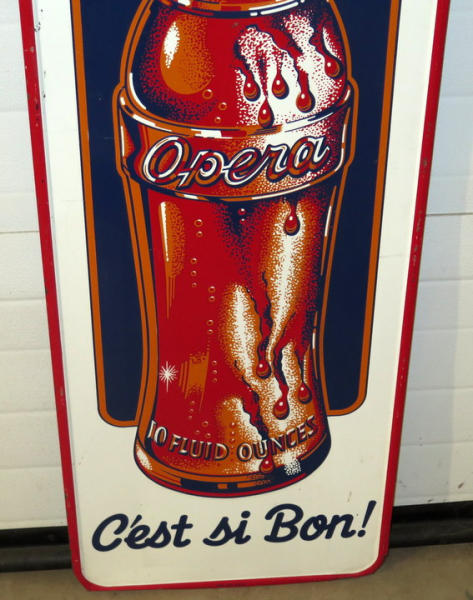 Opera
10 FLUID OUNCES
C'est si Bon!